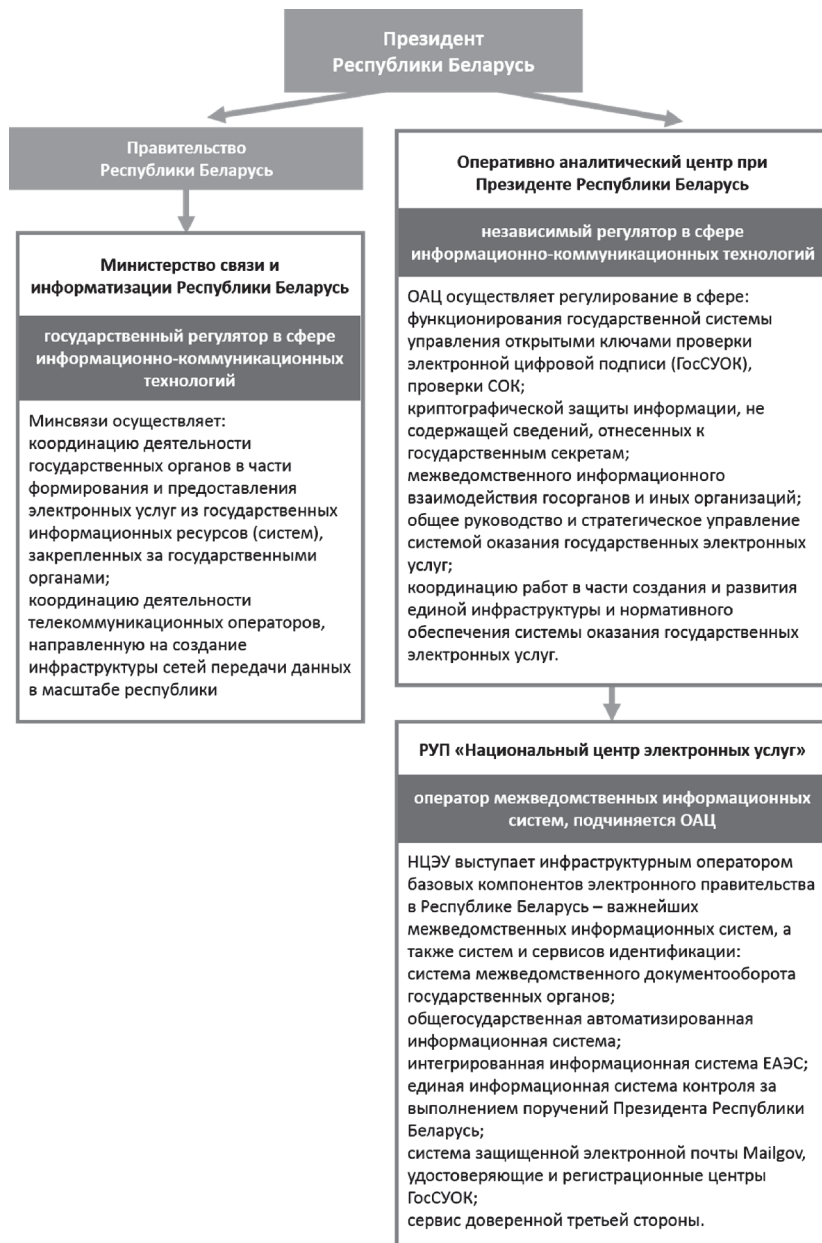 Президент
Республики Беларусь
Правительство
Республики Беларусь
Министерство связи и
информатизации Республики Беларусь
государственный регулятор в сфере
информационно-коммуникационных
технологий
Минсвязи осуществляет:
координацию деятельности
государственных органов в части
формирования и предоставления
электронных услуг из государственных
информационных ресурсов (систем),
закрепленных за государственными
органами;
координацию деятельности
телекоммуникационных операторов,
направленную на создание
инфраструктуры сетей передачи данных
в масштабе республики
Оперативно аналитический центр при
Президенте Республики Беларусь
независимый регулятор в сфере
информационно-коммуникационных технологий
ОАЦ осуществляет регулирование в сфере:
функционирования государственной системы
управления открытыми ключами проверки
электронной цифровой подписи (ГосСУОК),
проверки СОК;
криптографической защиты информации, не
содержащей сведений, отнесенных к
государственным секретам;
межведомственного информационного
взаимодействия госорганов и иных организаций;
общее руководство и стратегическое управление
системой оказания государственных электронных
услуг;
координацию работ в части создания и развития
единой инфраструктуры и нормативного
обеспечения системы оказания государственных
электронных услуг.
РУП «Национальный центр электронных услуг»
оператор межведомственных информационных
систем, подчиняется ОАЦ
НЦЭУ выступает инфраструктурным оператором
базовых компонентов электронного правительства
в Республике Беларусь – важнейших
межведомственных информационных систем, а
также систем и сервисов идентификации:
система межведомственного документооборота
государственных органов;
общегосударственная автоматизированная
информационная система;
интегрированная информационная система ЕАЭС;
единая информационная система контроля за
выполнением поручений Президента Республики
Беларусь;
система защищенной электронной почты Mailgov,
удостоверяющие и регистрационные центры
ГосСУОК;
сервис доверенной третьей стороны.